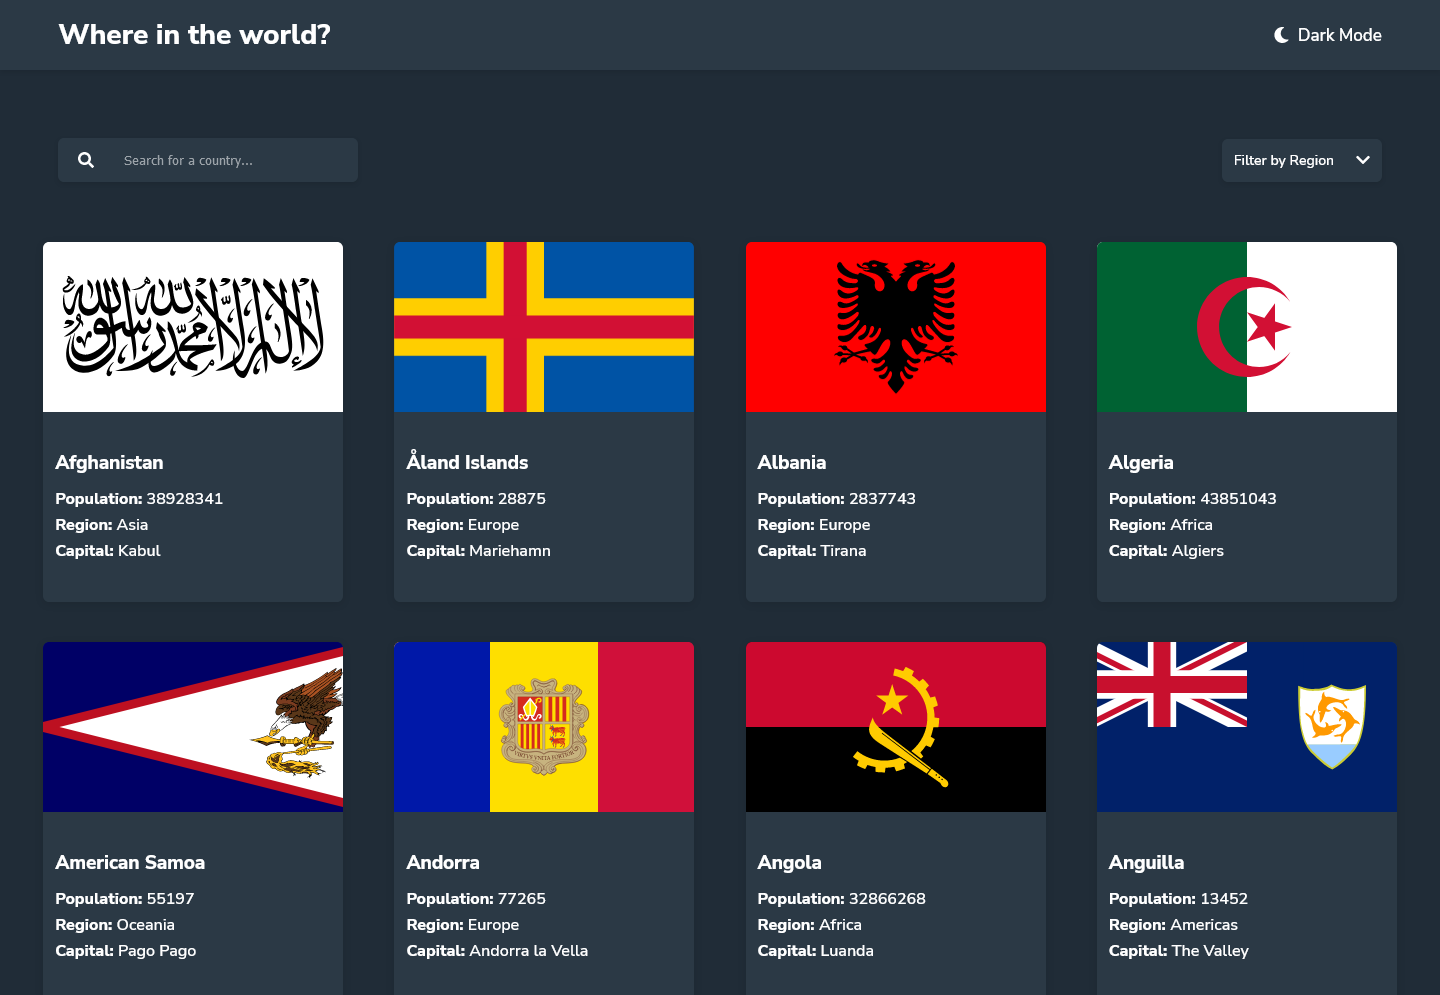 Where in the world?
Dark Mode
Search for a country...
Filter by Region
لا إله إلا الله محمد رسول الله
Afghanistan
Population: 38928341
Region: Asia
Capital: Kabul
Åland Islands
Population: 28875
Region: Europe
Capital: Mariehamn
Albania
Population: 2837743
Region: Europe
Capital: Tirana
Algeria
Population: 43851043
Region: Africa
Capital: Algiers
VIRTVS VNITA FORTIOR
American Samoa
Population: 55197
Region: Oceania
Capital: Pago Pago
Andorra
Population: 77265
Region: Europe
Capital: Andorra la Vella
Angola
Population: 32866268
Region: Africa
Capital: Luanda
Anguilla
Population: 13452
Region: Americas
Capital: The Valley